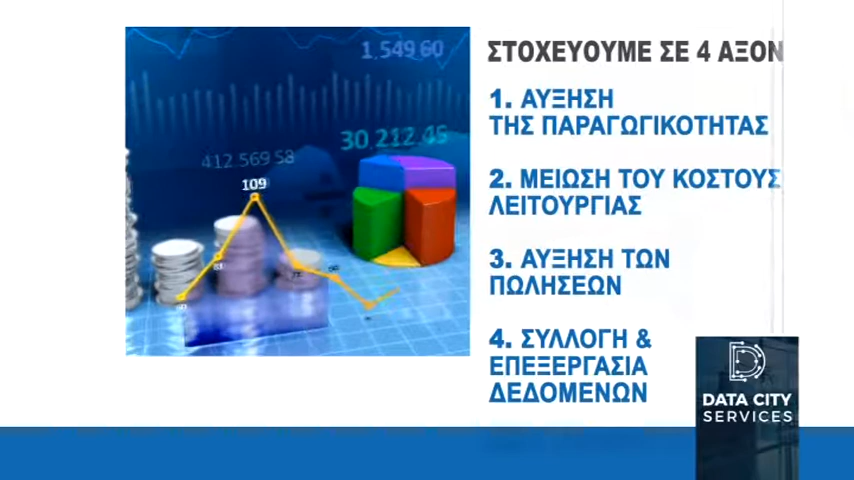 1,549.60
30,212.45
412.569 58
109
83
ΣΤΟΧΕΥΟΥΜΕ ΣΕ 4 ΑΞΟΝ
1. ΑΥΞΗΣΗ
ΤΗΣ ΠΑΡΑΓΩΓΙΚΟΤΗΤΑΣ
2. ΜΕΙΩΣΗ ΤΟΥ ΚΟΣΤΟΥΣ
ΛΕΙΤΟΥΡΓΙΑΣ
3. ΑΥΞΗΣΗ ΤΩΝ
ΠΩΛΗΣΕΩΝ
4. ΣΥΛΛΟΓΗ &
ΕΠΕΞΕΡΓΑΣΙΑ
ΔΕΔΟΜΕΝΩΝ
DATA CITY
SERVICES